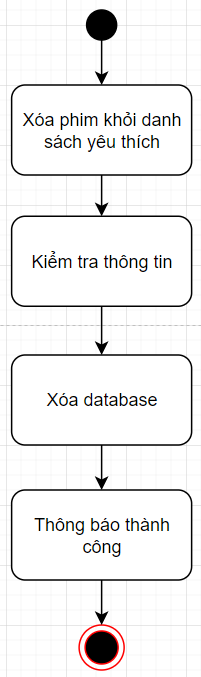 Xóa phim khỏi danh
sách yêu thích
Kiểm tra thông tin
Xóa database
Thông báo thành
công